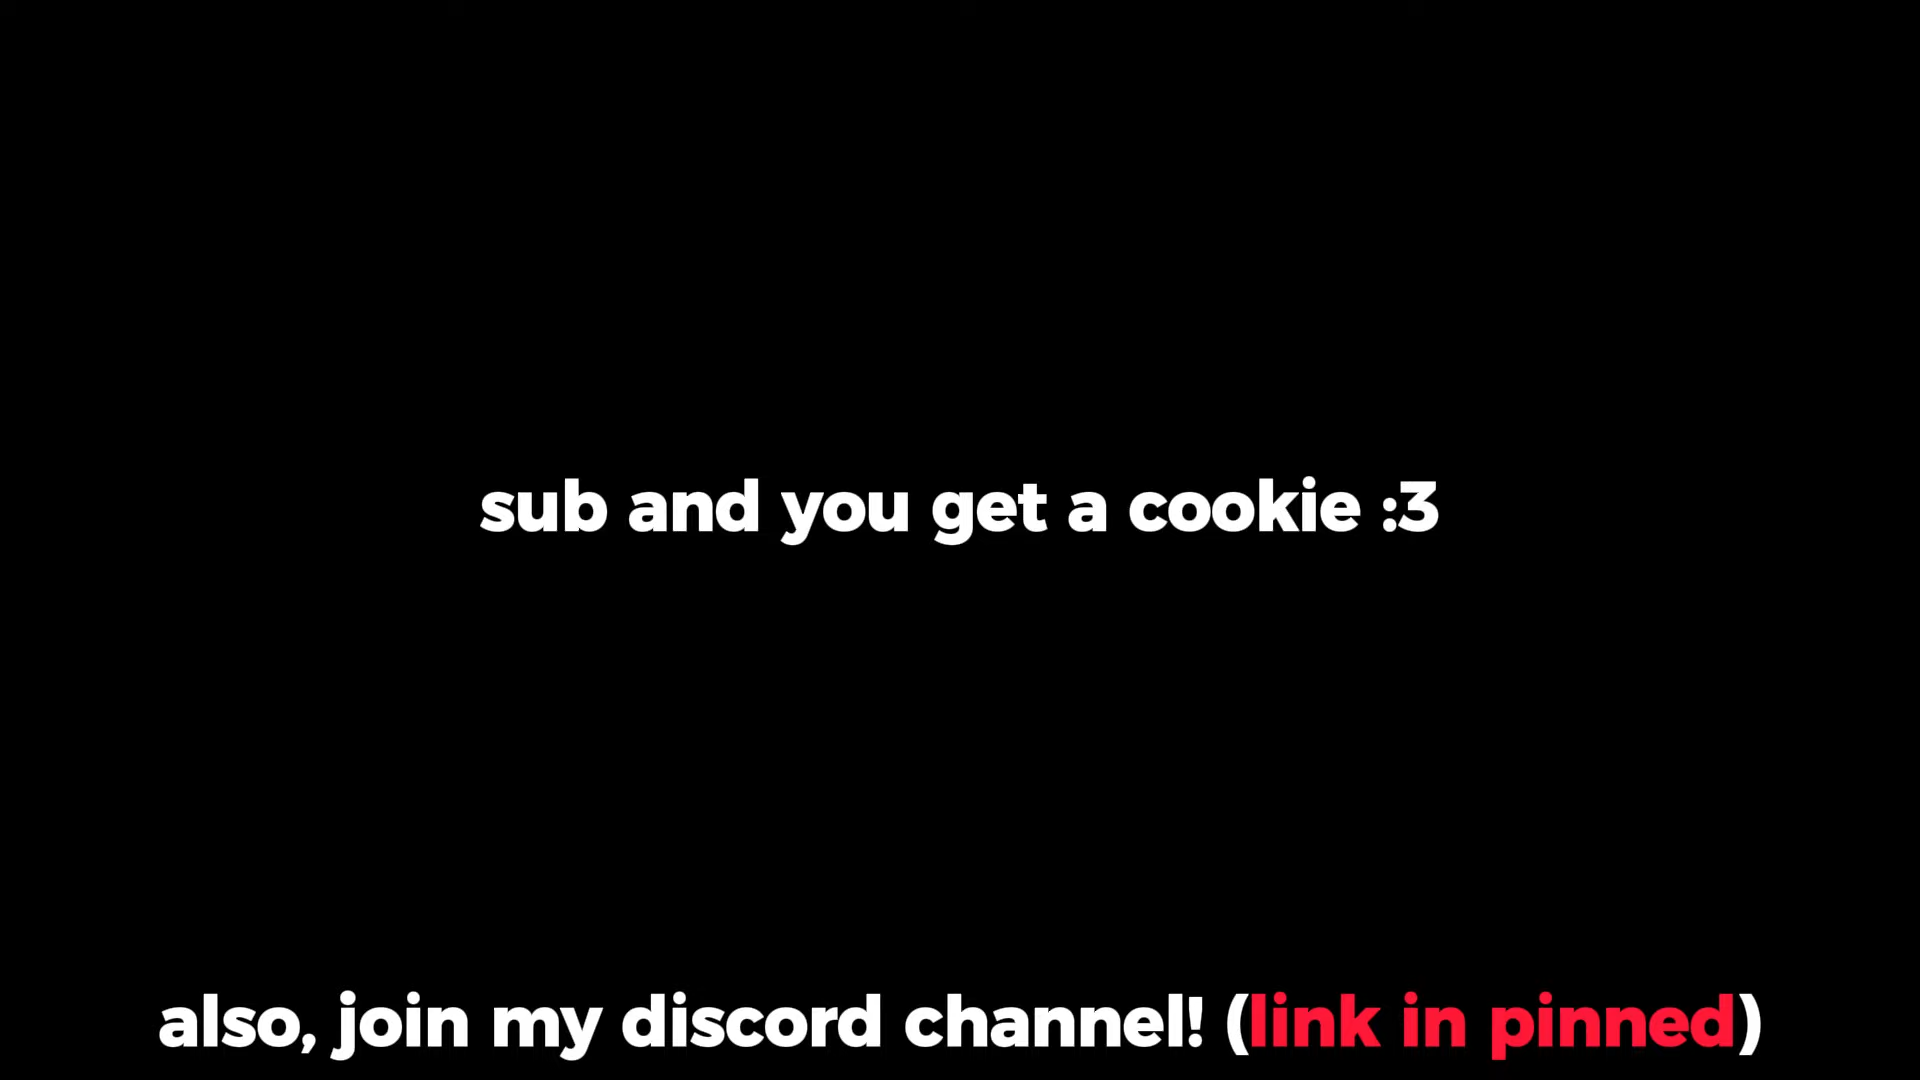 sub and you get a cookie :3
also, join my discord channel! (link in pinned)